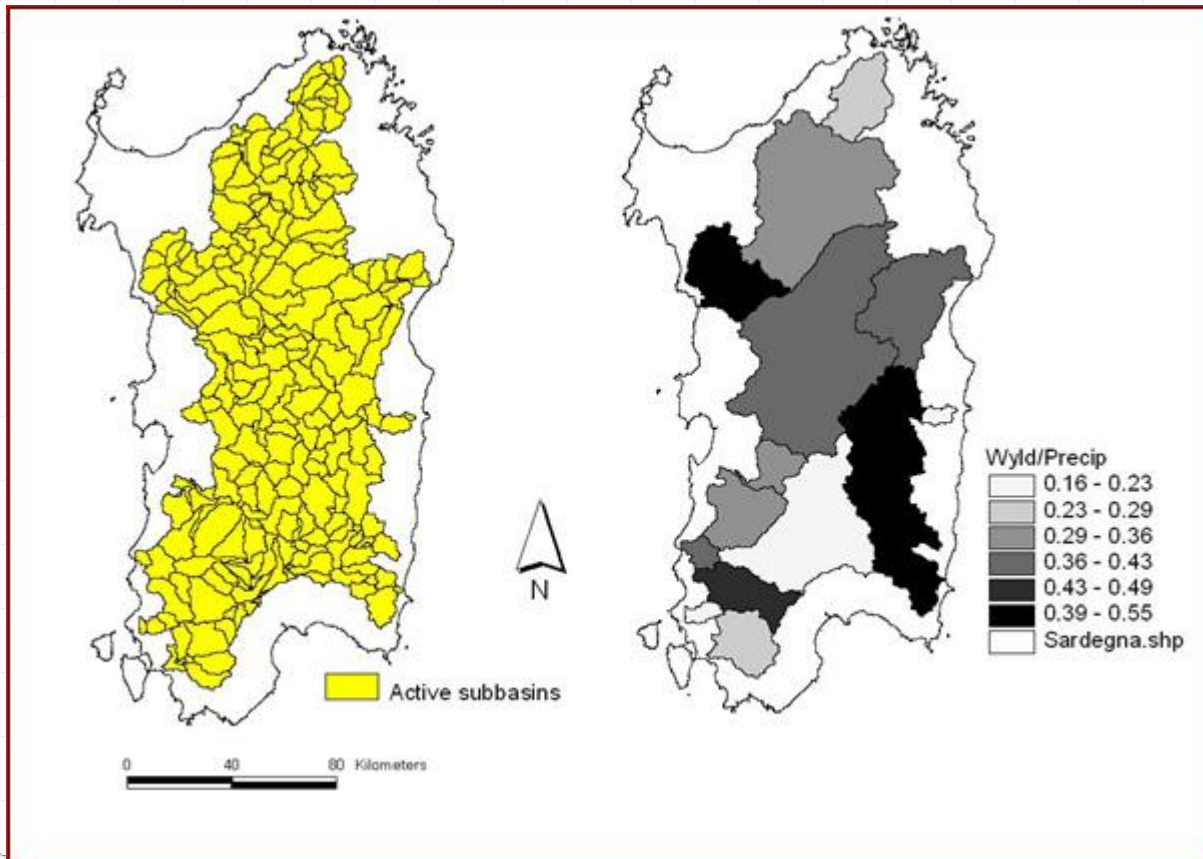 Wyld/Precip
0.16 - 0.23
0.23 - 0.29
0.29 - 0.36
0.36 - 0.43
0.43 - 0.49
0.39 - 0.55
Sardegna.shp
N
Active subbasins
0 40 80 Kilometers